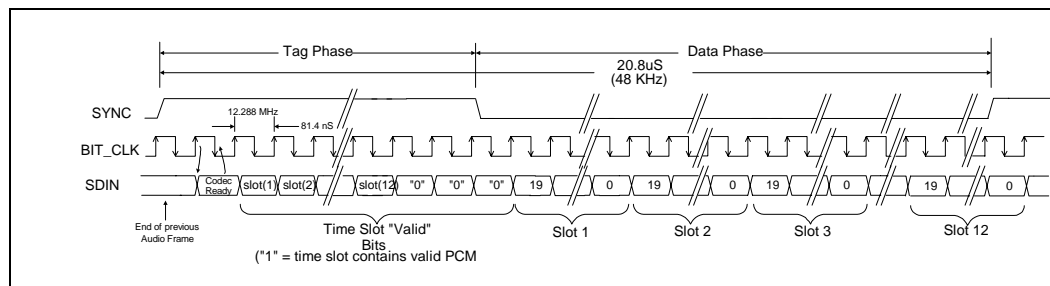 Tag Phase
Data Phase
20.8uS
(48 KHz)
SYNC
12.288 MHz
81.4 nS
BIT_CLK
SDIN
Codec
Ready
slot(1) slot(2) slot(12) "0" "0" "0" 19 0 19 0 19 0 19 0
End of previous
Audio Frame
Time Slot "Valid"
Bits
("1" = time slot contains valid PCM
Slot 1
Slot 2
Slot 3
Slot 12